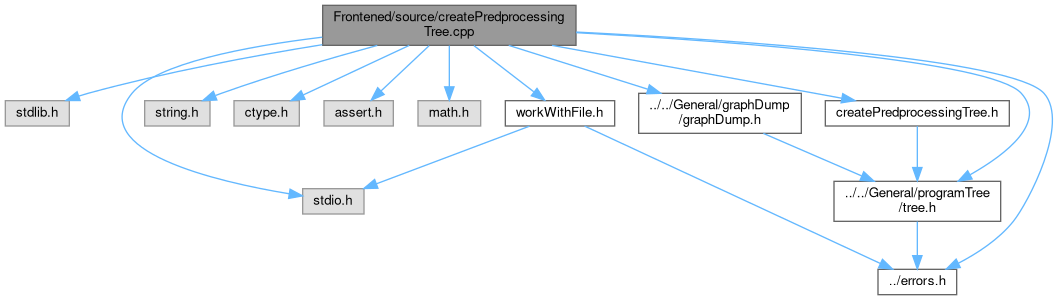 Frontened/source/createPredprocessing
Tree.cpp
stdlib.h
string.h
ctype.h
assert.h
math.h
workWithFile.h
../../General/graphDump
/graphDump.h
createPredprocessingTree.h
stdio.h
../../General/programTree
/tree.h
../errors.h